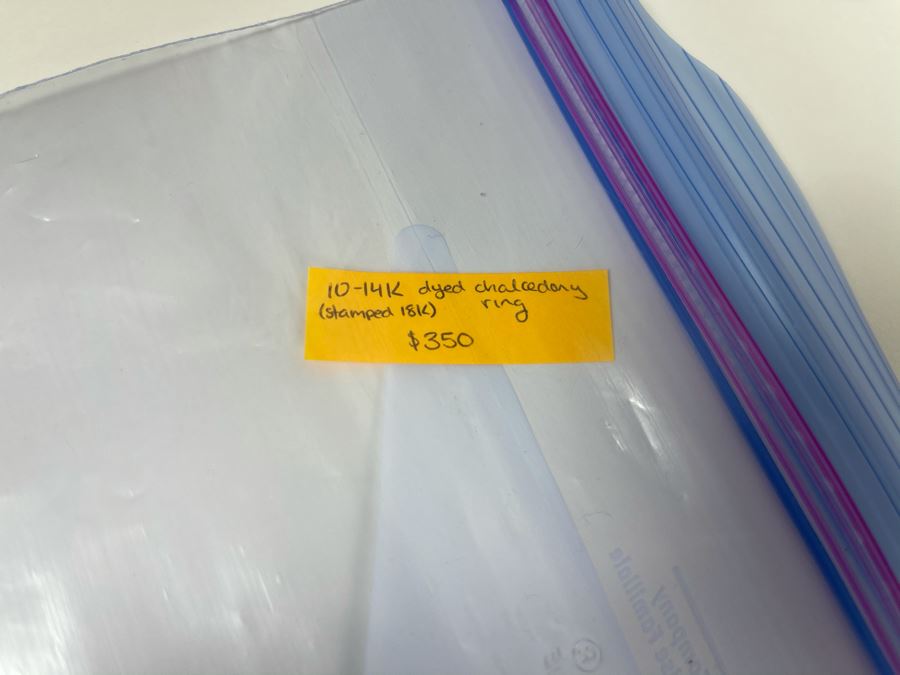 10-14K dyed chalcedony
(stamped 18K) ring
$350